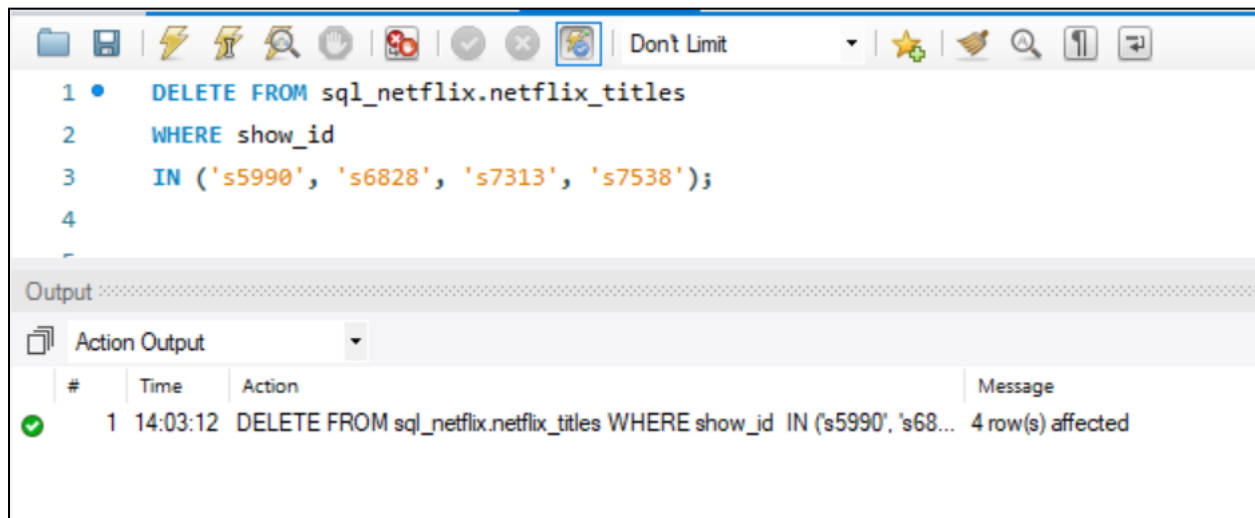 Don't Limit
1 DELETE FROM sql_netflix.netflix_titles
2 WHERE show_id
3 IN ('s5990', 's6828', 's7313', 's7538');
4
Output
Action Output
# Time Action Message
1 14:03:12 DELETE FROM sql_netflix.netflix_titles WHERE show_id IN ('s5990', 's68... 4 row(s) affected